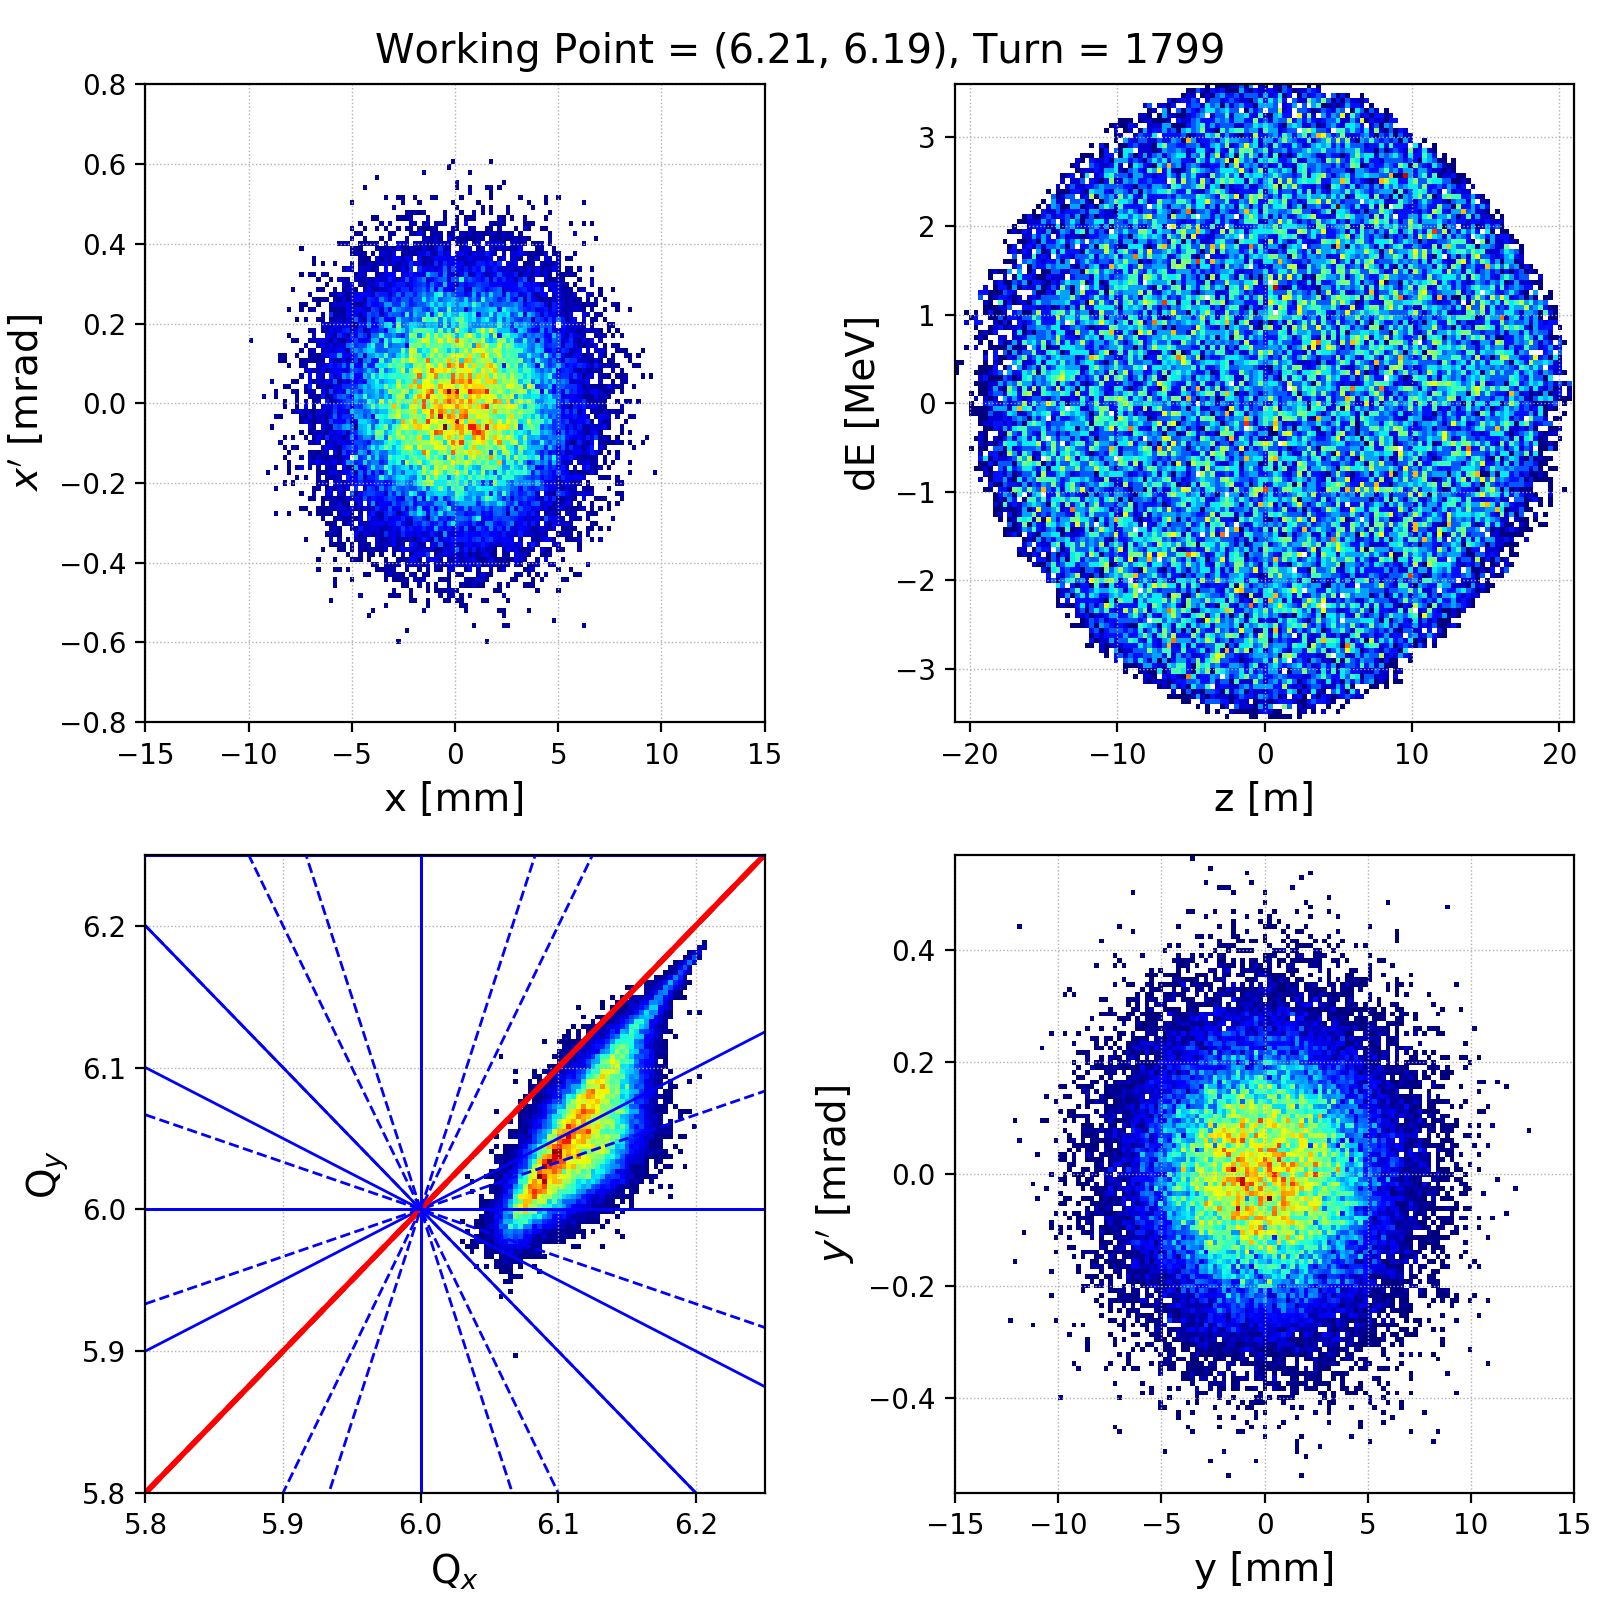 Working Point = (6.21, 6.19), Turn = 1799
0.8
0.6
0.4
0.2
0.0
−0.2
−0.4
−0.6
−0.8
x′ [mrad]
−15 −10 −5 0 5 10 15
x [mm]
3
2
1
0
−1
−2
−3
dE [MeV]
−20 −10 0 10 20
z [m]
6.2
6.1
6.0
5.9
5.8
Qy
5.8 5.9 6.0 6.1 6.2
Qx
0.4
0.2
0.0
−0.2
−0.4
y′ [mrad]
−15 −10 −5 0 5 10 15
y [mm]